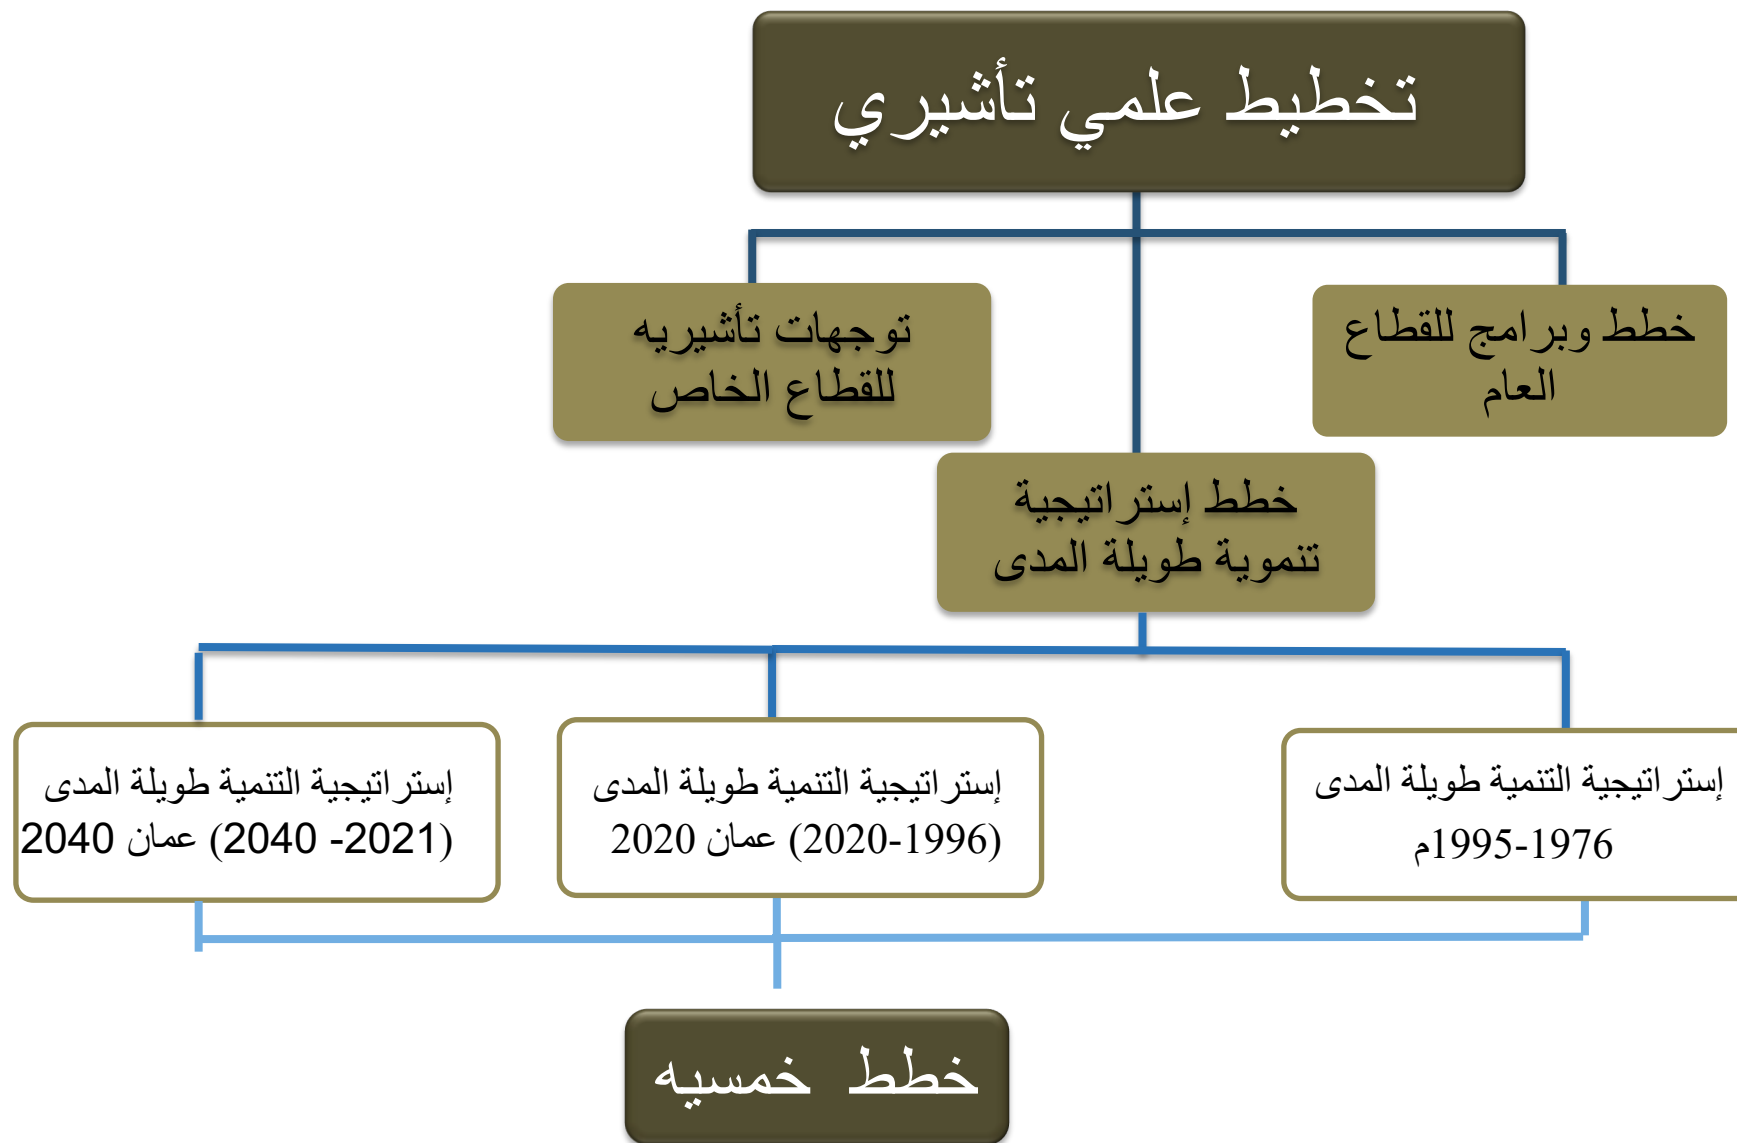 تخطيط علمي تأشيري
خطط وبرامج للقطاع
العام
توجهات تأشيريه
للقطاع الخاص
خطط إستراتيجية
تنموية طويلة المدى
إستراتيجية التنمية طويلة المدى
1976-1995م
إستراتيجية التنمية طويلة المدى
(1996-2020) عمان 2020
إستراتيجية التنمية طويلة المدى
(2021- 2040) عمان 2040
خطط خمسيه